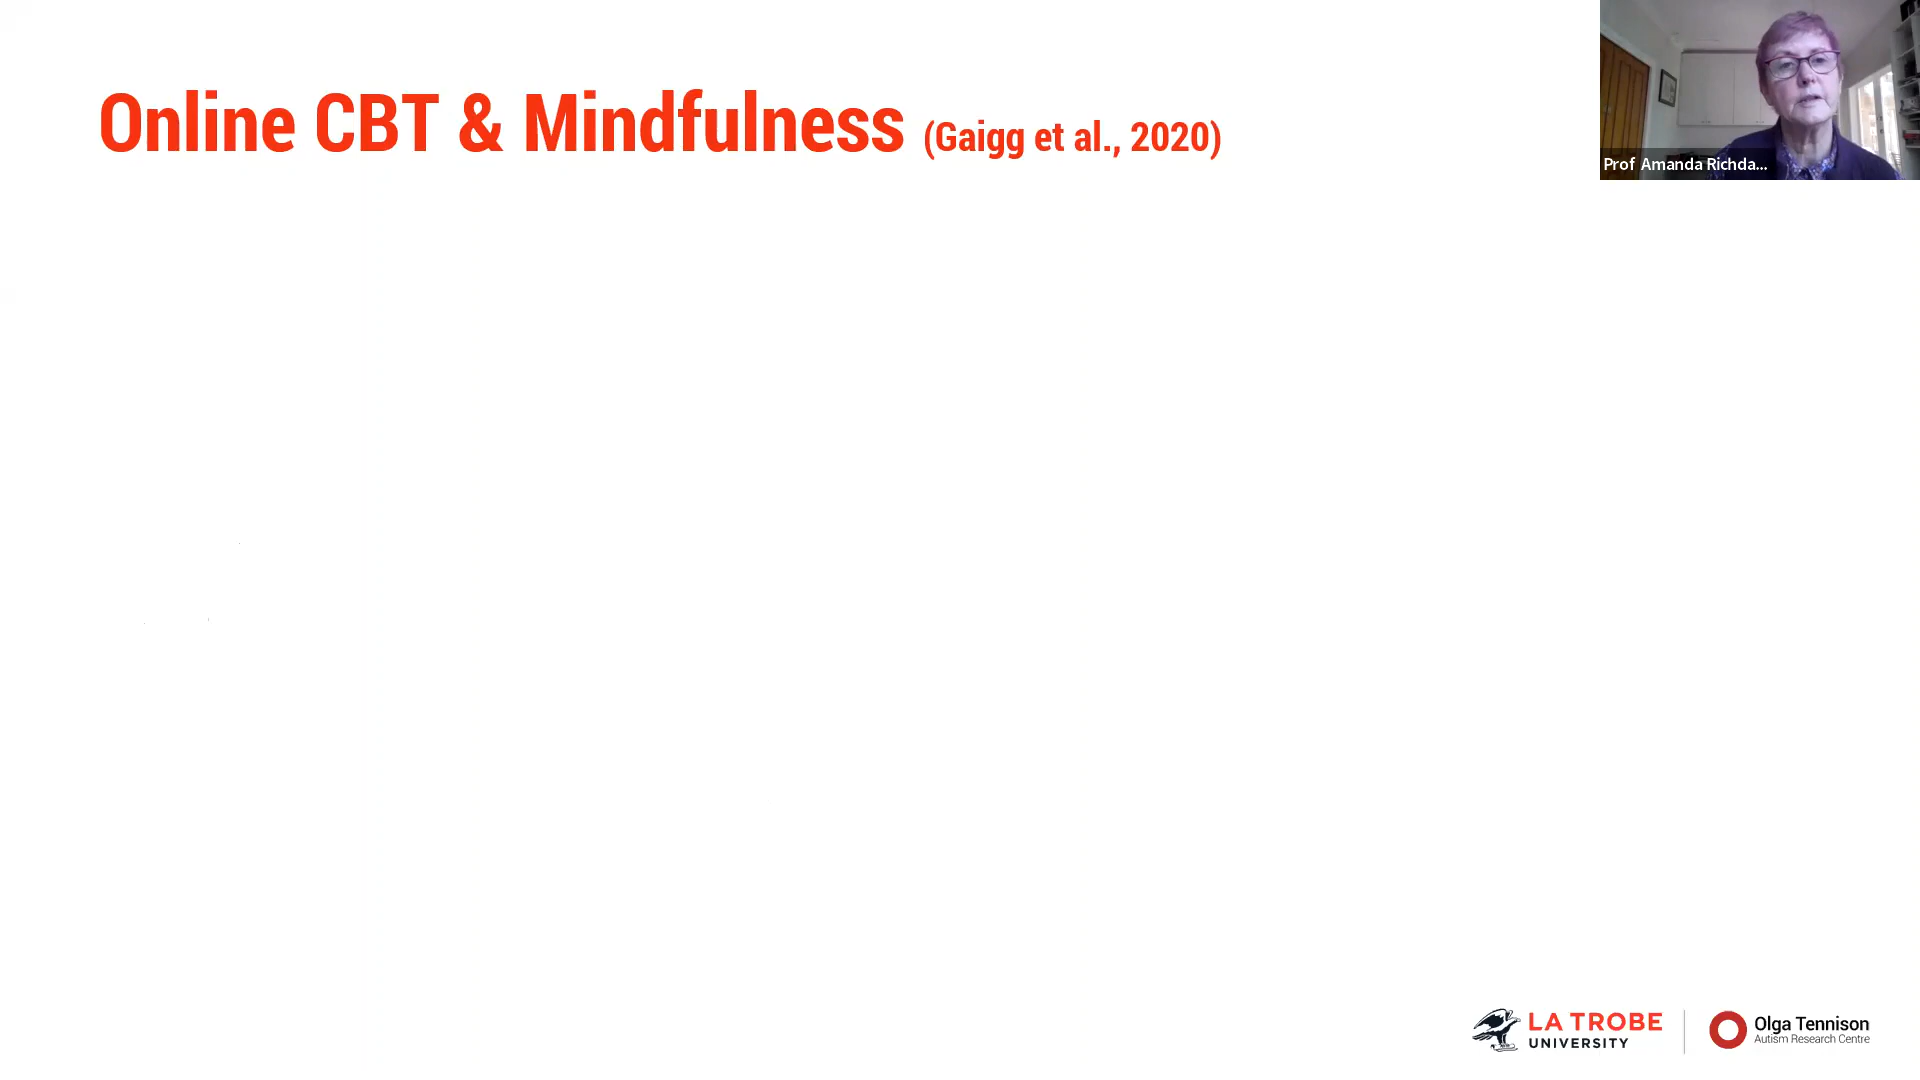 Online CBT & Mindfulness (Gaigg et al., 2020)
Prof Amanda Richda...
LA TROBE
UNIVERSITY
Olga Tennison
Autism Research Centre